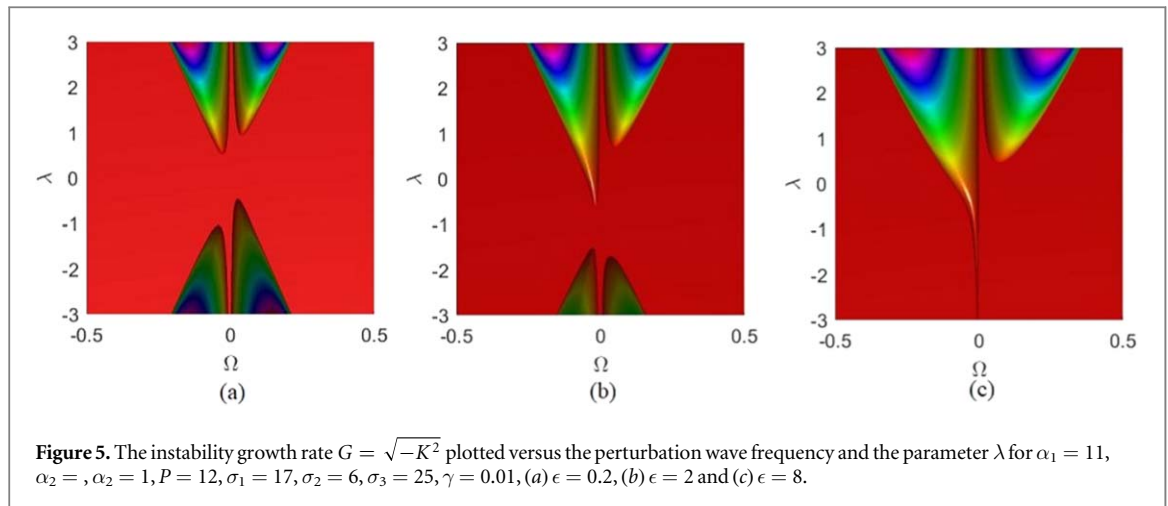 3
2
1
0
-1
-2
-3
λ
-0.5
0
0.5
Ω
(a)
3
2
1
0
-1
-2
-3
λ
-0.5
0
0.5
Ω
(b)
3
2
1
0
-1
-2
-3
λ
-0.5
0
0.5
Ω
(c)
Figure 5. The instability growth rate G = √−K² plotted versus the perturbation wave frequency and the parameter λ for α₁ = 11,
α₂ = , α₂ = 1, P = 12, σ₁ = 17, σ₂ = 6, σ₃ = 25, γ = 0.01, (a) ϵ = 0.2, (b) ϵ = 2 and (c) ϵ = 8.